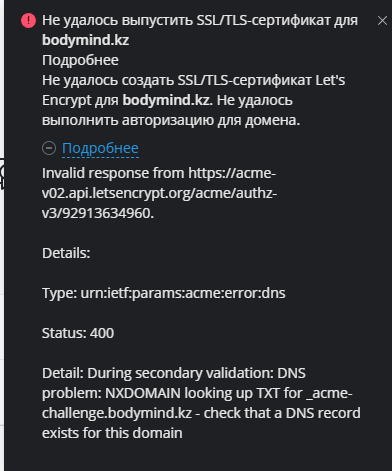 Не удалось выпустить SSL/TLS-сертификат для
bodymind.kz
Подробнее
Не удалось создать SSL/TLS-сертификат Let's
Encrypt для bodymind.kz. Не удалось
выполнить авторизацию для домена.
Подробнее
Invalid response from https://acme-
v02.api.letsencrypt.org/acme/authz-
v3/92913634960.
Details:
Type: urn:ietf:params:acme:error:dns
Status: 400
Detail: During secondary validation: DNS
problem: NXDOMAIN looking up TXT for _acme-
challenge.bodymind.kz - check that a DNS record
exists for this domain